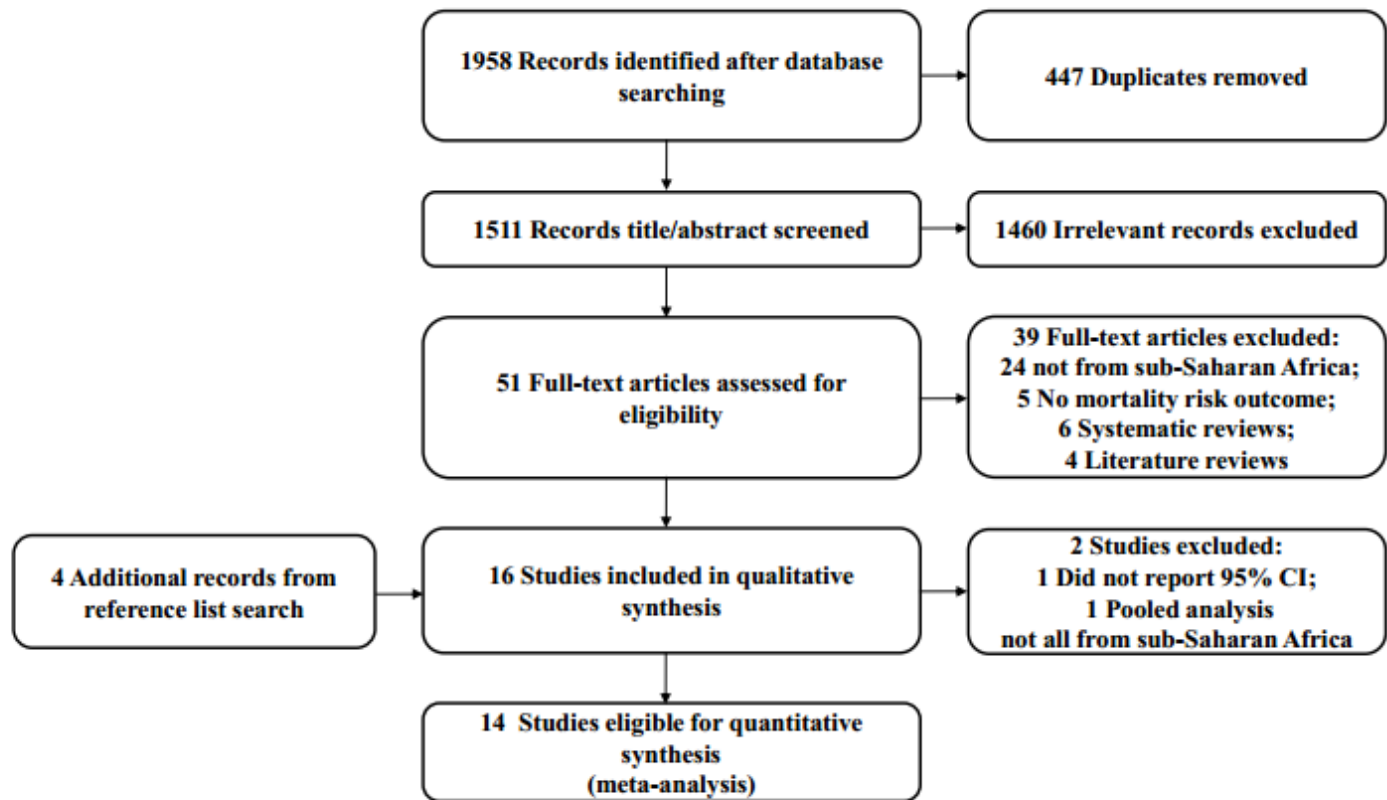 1958 Records identified after database
searching
447 Duplicates removed
1511 Records title/abstract screened
1460 Irrelevant records excluded
51 Full-text articles assessed for
eligibility
39 Full-text articles excluded:
24 not from sub-Saharan Africa;
5 No mortality risk outcome;
6 Systematic reviews;
4 Literature reviews
4 Additional records from
reference list search
16 Studies included in qualitative
synthesis
2 Studies excluded:
1 Did not report 95% CI;
1 Pooled analysis
not all from sub-Saharan Africa
14 Studies eligible for quantitative
synthesis
(meta-analysis)